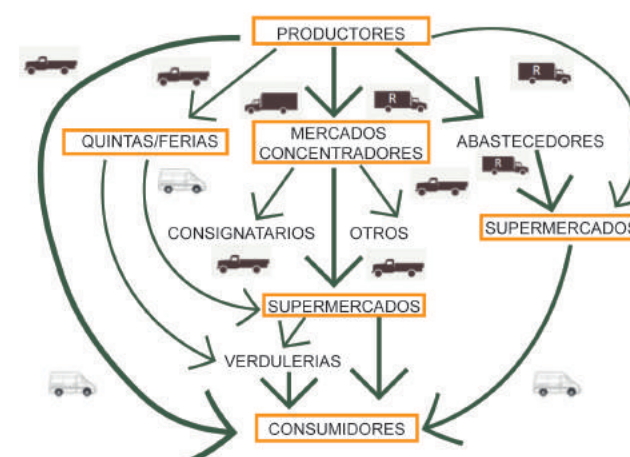 PRODUCTORES
R
R
QUINTAS/FERIAS
MERCADOS
CONCENTRADORES
ABASTECEDORES
R
CONSIGNATARIOS
OTROS
SUPERMERCADOS
SUPERMERCADOS
VERDULERIAS
CONSUMIDORES